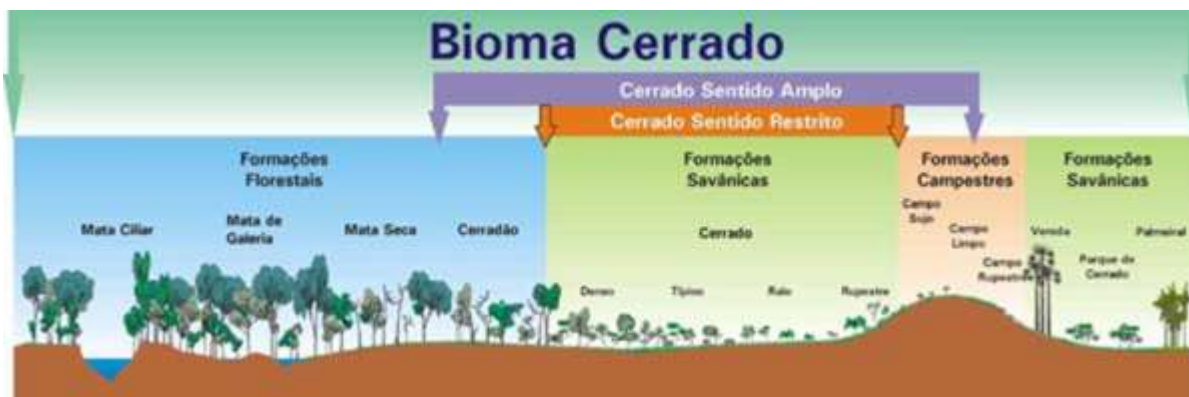 Bioma Cerrado
Cerrado Sentido Amplo
Cerrado Sentido Restrito
Formações
Florestais
Formações
Savânicas
Formações
Campestres
Formações
Savânicas
Mata Ciliar
Mata de
Galeria
Mata Seca
Cerradão
Cerrado
Campo
Sujo
Campo
Limpo
Campo
Rupestre
Vereda
Parque de
Cerrado
Palmeiral
Denso
Típico
Ralo
Rupestre